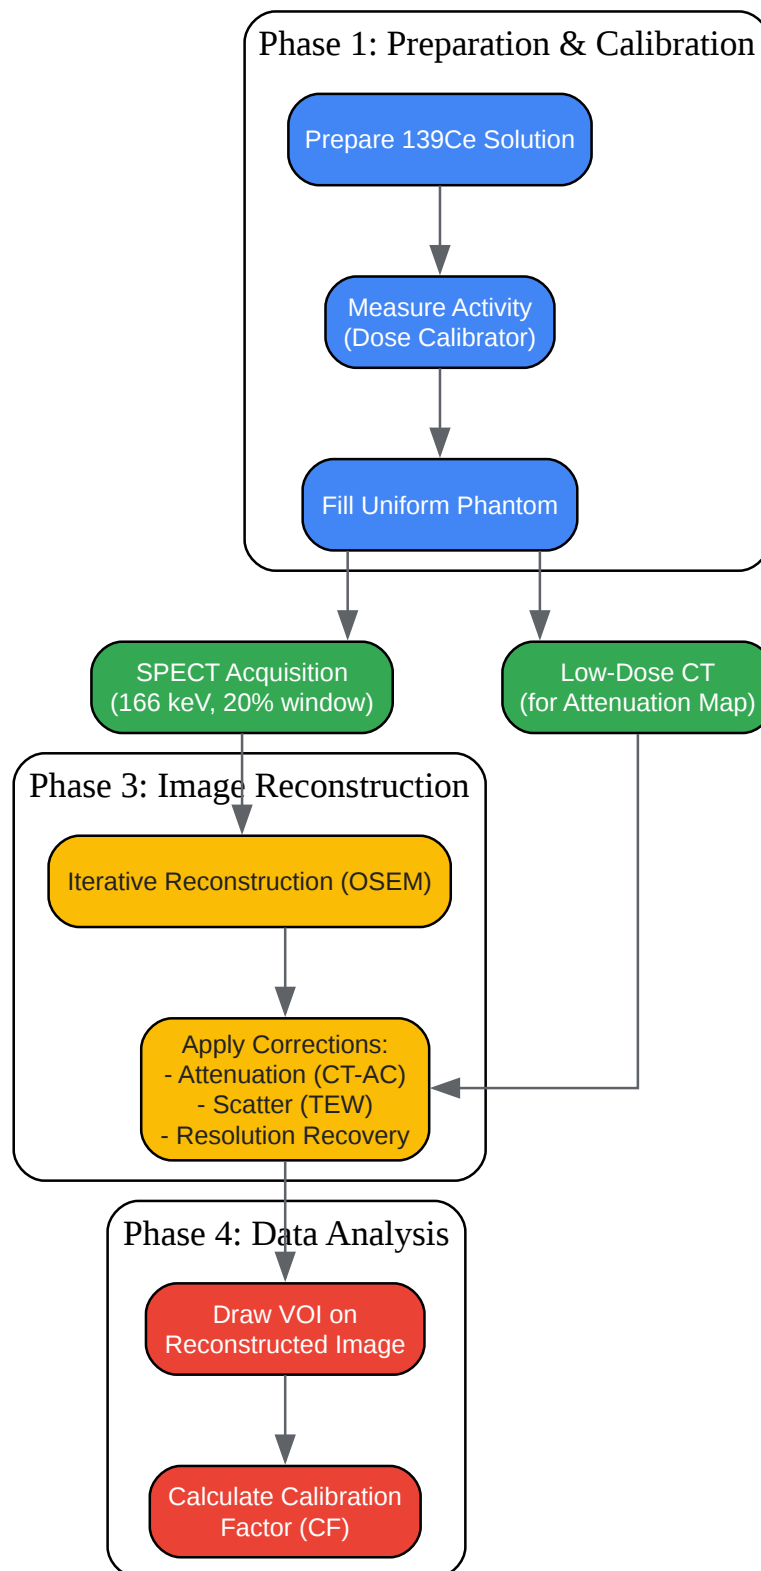 Phase 1: Preparation & Calibration
Prepare 139Ce Solution
Measure Activity
(Dose Calibrator)
Fill Uniform Phantom
SPECT Acquisition
(166 keV, 20% window)
Low-Dose CT
(for Attenuation Map)
Phase 3: Image Reconstruction
Iterative Reconstruction (OSEM)
Apply Corrections:
- Attenuation (CT-AC)
- Scatter (TEW)
- Resolution Recovery
Phase 4: Data Analysis
Draw VOI on
Reconstructed Image
Calculate Calibration
Factor (CF)